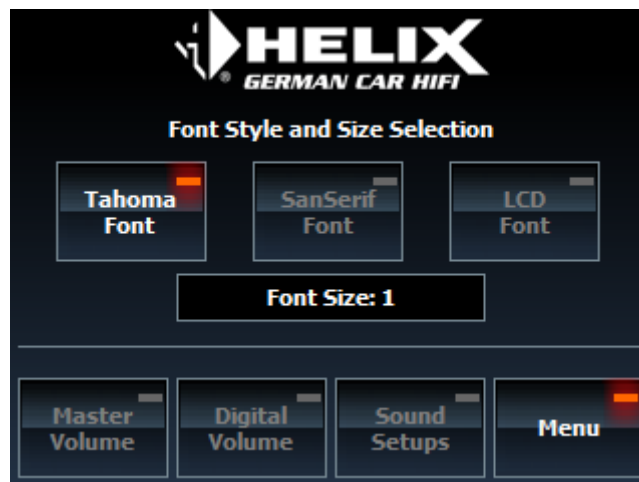 HELIX
GERMAN CAR HIFI
Font Style and Size Selection
Tahoma
Font
SanSerif
Font
LCD
Font
Font Size: 1
Master
Volume
Digital
Volume
Sound
Setups
Menu